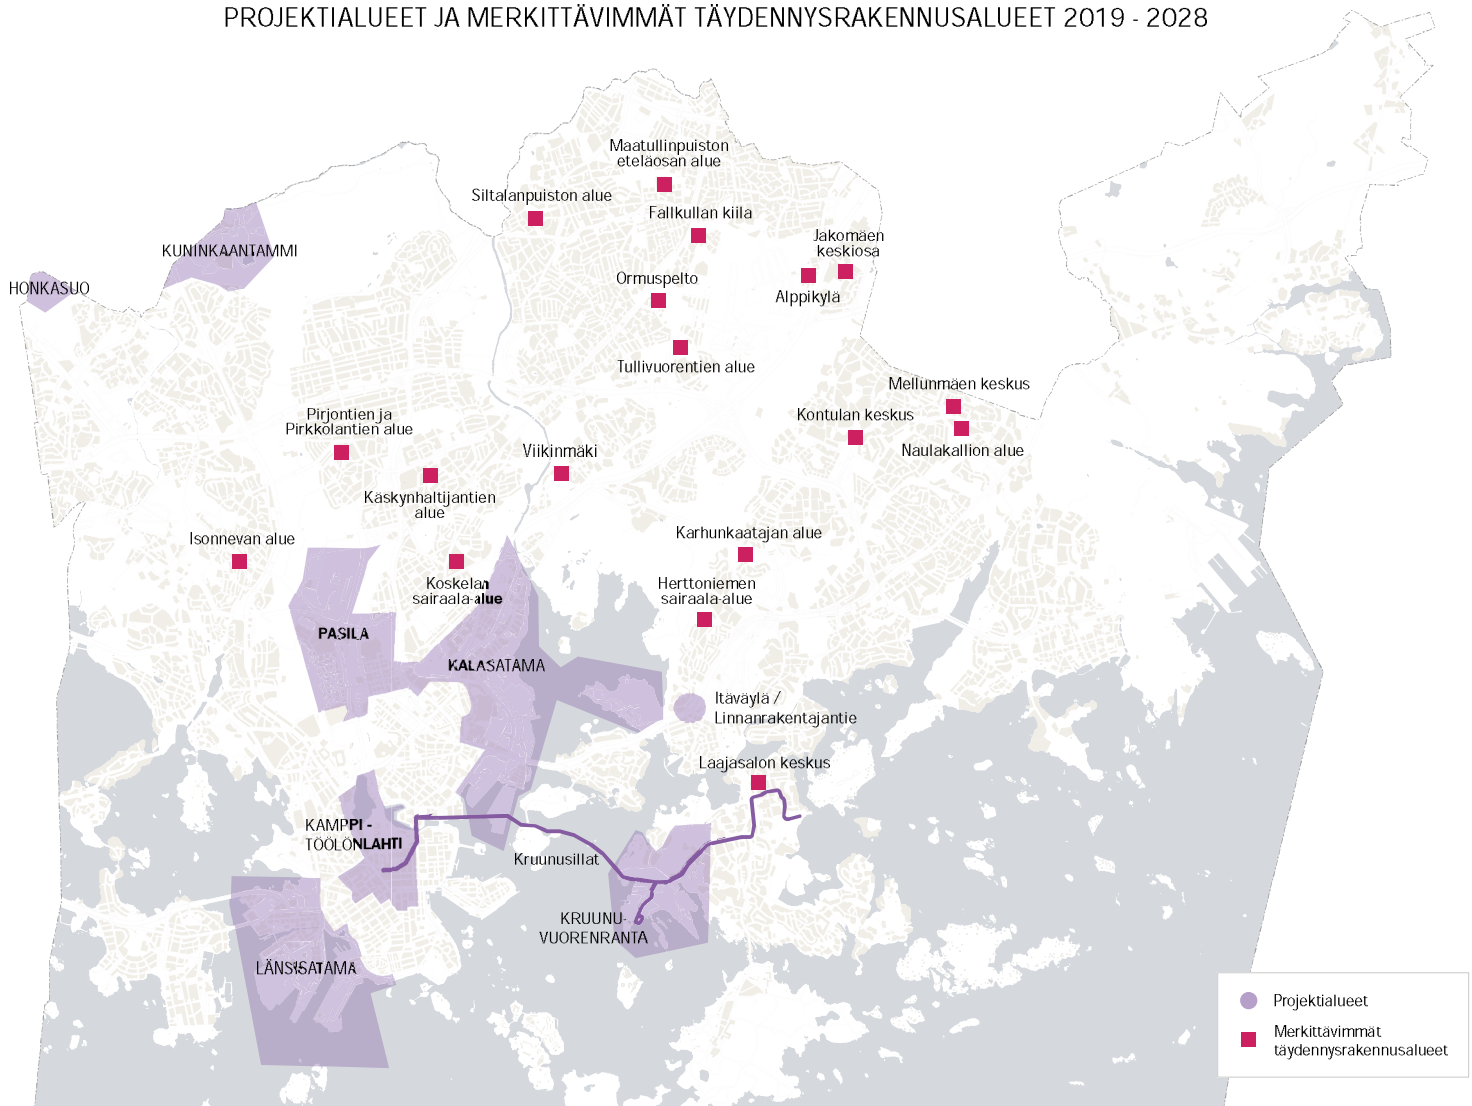 PROJEKTIALUEET JA MERKITTÄVIMMÄT TÄYDENNYSRAKENNUSALUEET 2019 - 2028
Maatullinpuiston
eteläosan alue
Siltalanpuiston alue
Fallkullan kiila
Jakomäen
keskiosa
KUNINKAANTAMMI
HONKASUO
Ormuspelto
Alppikylä
Tullivuorentien alue
Mellunmäen keskus
Pirjontien ja
Pirkkolantien alue
Kontulan keskus
Viikinmäki
Naulakallion alue
Käskynhaltijantien
alue
Isonnevan alue
Karhunkaatajan alue
Koskelan
sairaala-alue
Herttoniemen
sairaala-alue
PASILA
KALASATAMA
Itäväylä /
Linnanrakentajantie
Laajasalon keskus
KAMPPI -
TÖÖLÖNLAHTI
Kruunusillat
KRUUNU-
VUORENRANTA
LÄNSISATAMA
Projektialueet
Merkittävimmät
täydennysrakennusalueet